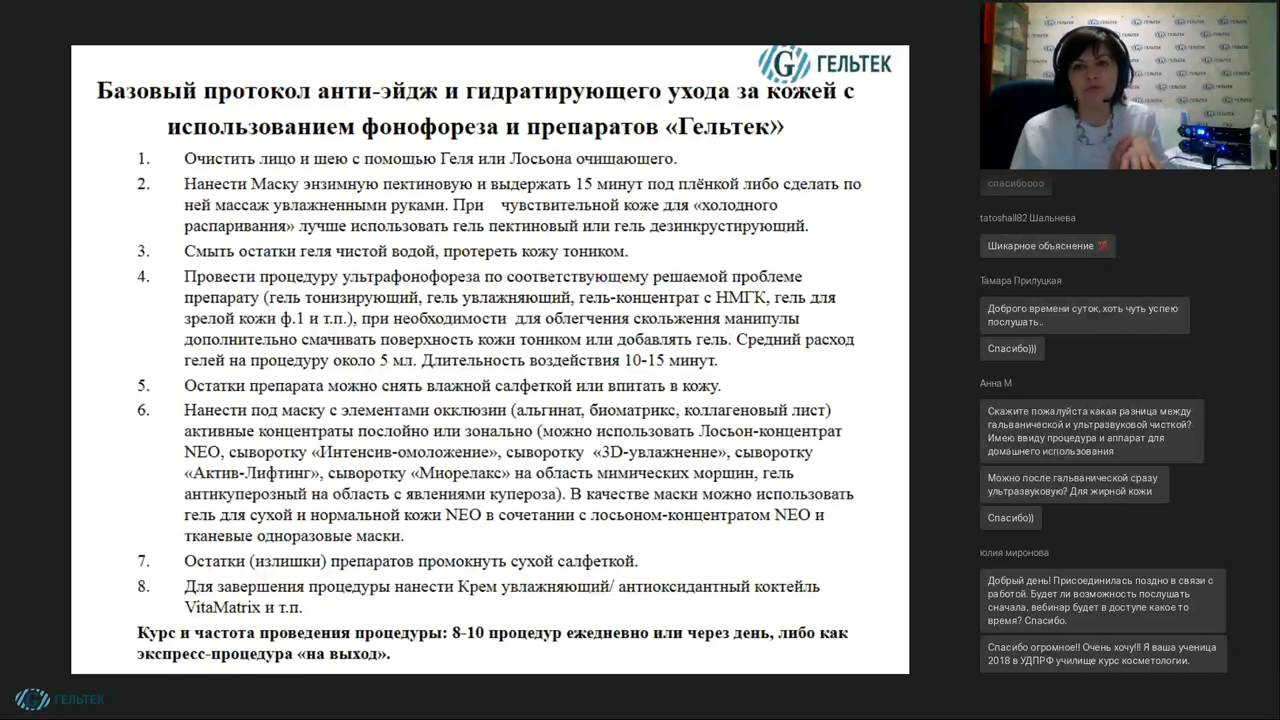 ГЕЛЬТЕК
Базовый протокол анти-эйдж и гидратирующего ухода за кожей с
использованием фонофореза и препаратов «Гельтек»
1. Очистить лицо и шею с помощью Геля или Лосьона очищающего.
2. Нанести Маску энзимную пектиновую и выдержать 15 минут под плёнкой либо сделать по
ней массаж увлажненными руками. При чувствительной коже для «холодного
распаривания» лучше использовать гель пектиновый или гель дезинкрустирующий.
3. Смыть остатки геля чистой водой, протереть кожу тоником.
4. Провести процедуру ультрафонофореза по соответствующему решаемой проблеме
препарату (гель тонизирующий, гель увлажняющий, гель-концентрат с НМГК, гель для
зрелой кожи ф.1 и т.п.), при необходимости для облегчения скольжения манипулы
дополнительно смачивать поверхность кожи тоником или добавлять гель. Средний расход
гелей на процедуру около 5 мл. Длительность воздействия 10-15 минут.
5. Остатки препарата можно снять влажной салфеткой или впитать в кожу.
6. Нанести под маску с элементами окклюзии (альгинат, биоматрикс, коллагеновый лист)
активные концентраты послойно или зонально (можно использовать Лосьон-концентрат
NEO, сыворотку «Интенсив-омоложение», сыворотку «3D-увлажнение», сыворотку
«Актив-Лифтинг», сыворотку «Миорелакс» на область мимических морщин, гель
антикуперозный на область с явлениями купероза). В качестве маски можно использовать
гель для сухой и нормальной кожи NEO в сочетании с лосьоном-концентратом NEO и
тканевые одноразовые маски.
7. Остатки (излишки) препаратов промокнуть сухой салфеткой.
8. Для завершения процедуры нанести Крем увлажняющий/ антиоксидантный коктейль
VitaMatrix и т.п.
Курс и частота проведения процедуры: 8-10 процедур ежедневно или через день, либо как
экспресс-процедура «на выход».
ГЕЛЬТЕК
спасибоооо
tatoshall82 Шальнева
Шикарное объяснение 💯
Тамара Прилуцкая
Доброго времени суток, хоть чуть успею
послушать..
Спасибо)))
Анна М
Скажите пожалуйста какая разница между
гальванической и ультразвуковой чисткой?
Имею ввиду процедура и аппарат для
домашнего использования
Можно после гальванической сразу
ультразвуковую? Для жирной кожи
Спасибо))
юлия миронова
Добрый день! Присоединилась поздно в связи с
работой. Будет ли возможность послушать
сначала, вебинар будет в доступе какое то
время? Спасибо.
Спасибо огромное!! Очень хочу!!! Я ваша ученица
2018 в УДПРФ училище курс косметологии.